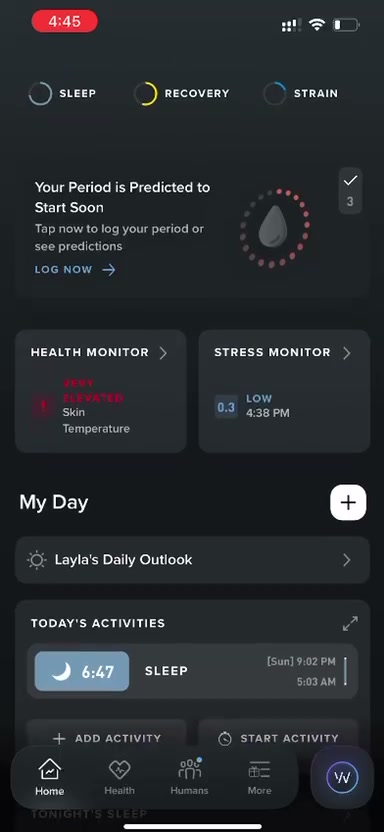 4:45
SLEEP
RECOVERY
STRAIN
Your Period is Predicted to
Start Soon
Tap now to log your period or
see predictions
LOG NOW
3
HEALTH MONITOR
! VERY
ELEVATED
Skin
Temperature
STRESS MONITOR
0.3 LOW
4:38 PM
My Day
+
Layla's Daily Outlook
TODAY'S ACTIVITIES
6:47 SLEEP
[Sun] 9:02 PM
5:03 AM
+ ADD ACTIVITY
START ACTIVITY
Home
Health
Humans
More
W
TONIGHT'S SLEEP